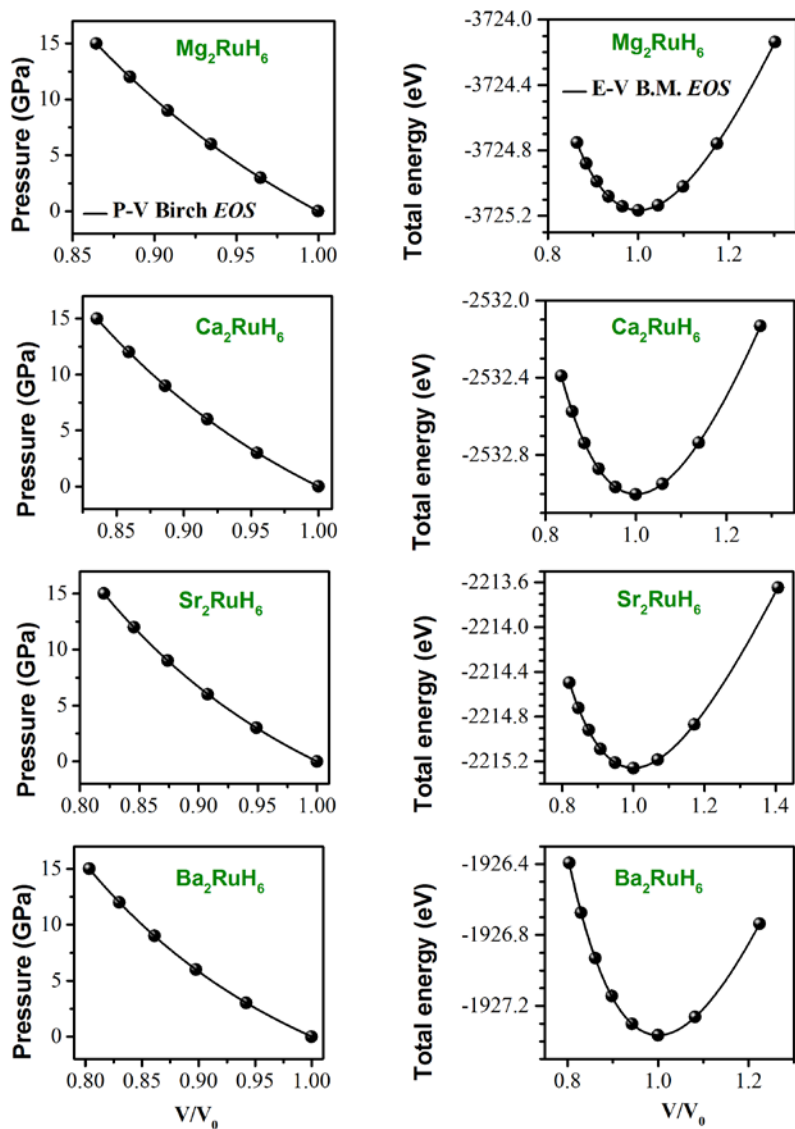 Pressure (GPa)
15
10
5
0
Mg₂RuH₆
P-V Birch EOS
0.85 0.90 0.95 1.00
Total energy (eV)
-3724.0
-3724.4
-3724.8
-3725.2
Mg₂RuH₆
E-V B.M. EOS
0.8 1.0 1.2
Pressure (GPa)
15
10
5
0
Ca₂RuH₆
0.85 0.90 0.95 1.00
Total energy (eV)
-2532.0
-2532.4
-2532.8
Ca₂RuH₆
0.8 1.0 1.2
Pressure (GPa)
15
10
5
0
Sr₂RuH₆
0.80 0.85 0.90 0.95 1.00
Total energy (eV)
-2213.6
-2214.0
-2214.4
-2214.8
-2215.2
Sr₂RuH₆
0.8 1.0 1.2 1.4
Pressure (GPa)
15
10
5
0
Ba₂RuH₆
0.80 0.85 0.90 0.95 1.00
V/V₀
Total energy (eV)
-1926.4
-1926.8
-1927.2
Ba₂RuH₆
0.8 1.0 1.2
V/V₀